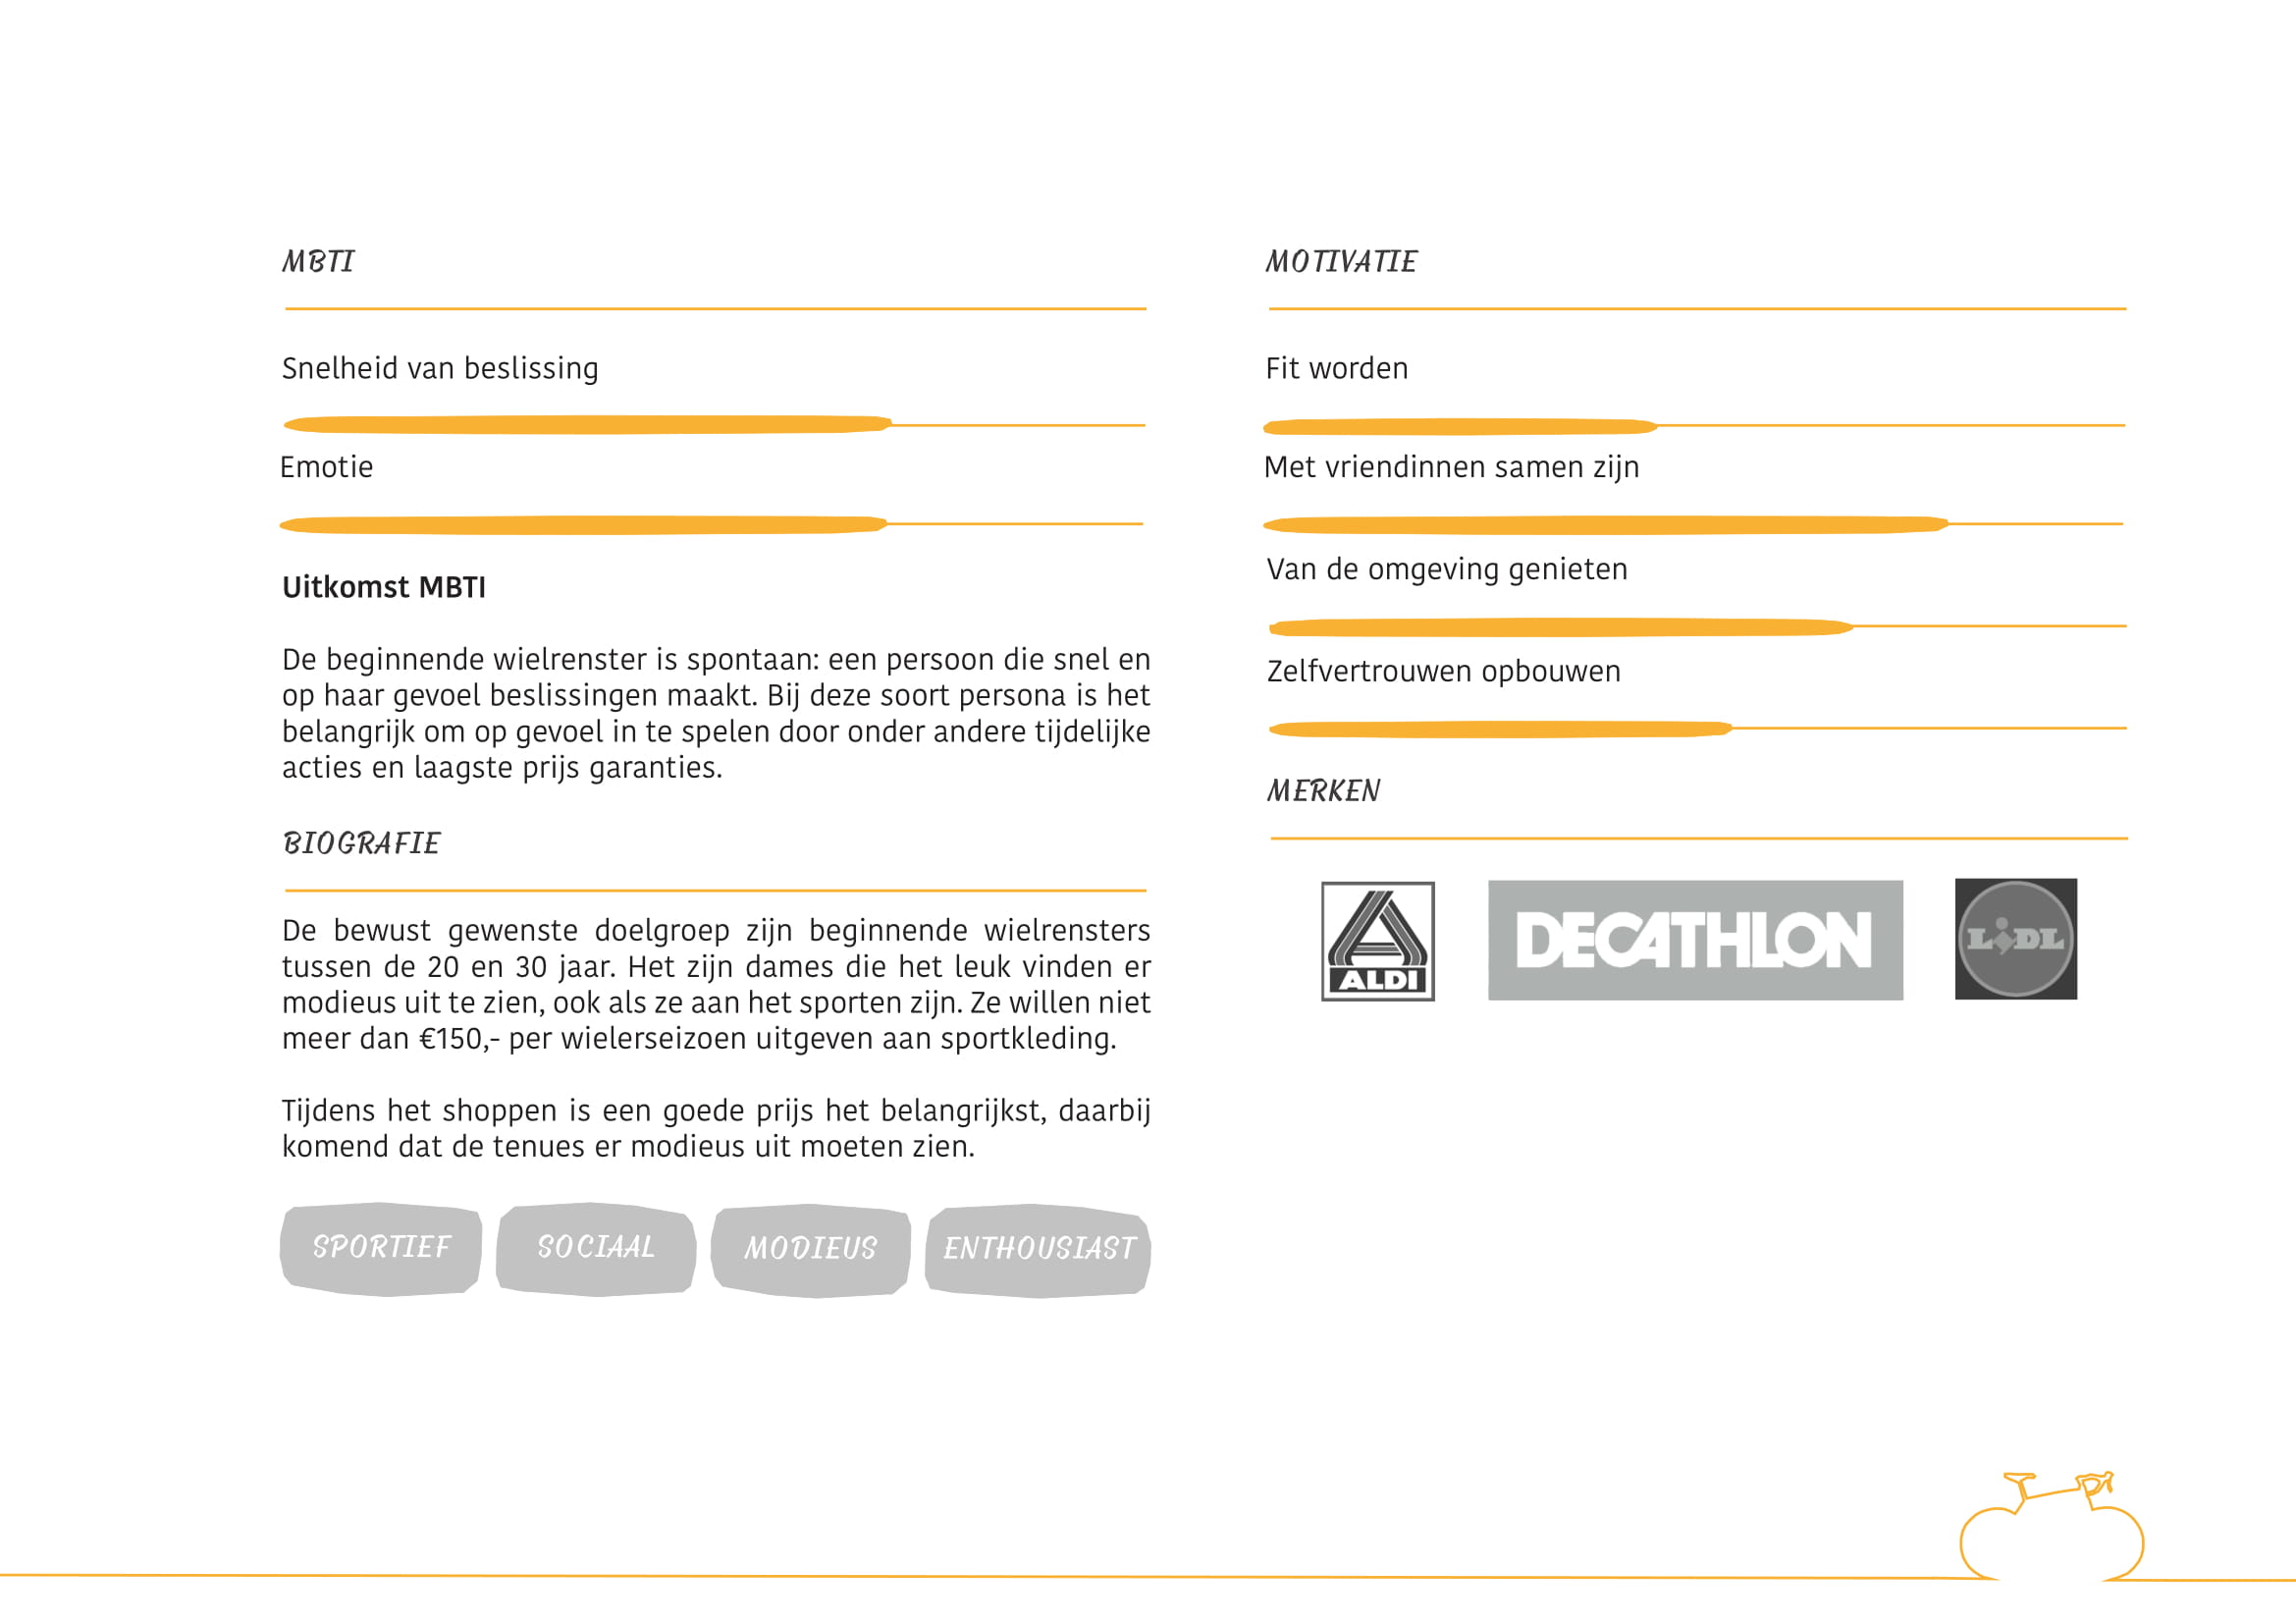 MBTI
Snelheid van beslissing
Emotie
Uitkomst MBTI
De beginnende wielrenster is spontaan: een persoon die snel en
op haar gevoel beslissingen maakt. Bij deze soort persona is het
belangrijk om op gevoel in te spelen door onder andere tijdelijke
acties en laagste prijs garanties.
BIOGRAFIE
De bewust gewenste doelgroep zijn beginnende wielrensters
tussen de 20 en 30 jaar. Het zijn dames die het leuk vinden er
modieus uit te zien, ook als ze aan het sporten zijn. Ze willen niet
meer dan €150,- per wielerseizoen uitgeven aan sportkleding.
Tijdens het shoppen is een goede prijs het belangrijkst, daarbij
komend dat de tenues er modieus uit moeten zien.
SPORTIEF
SOCIAAL
MODIEUS
ENTHOUSIAST
MOTIVATIE
Fit worden
Met vriendinnen samen zijn
Van de omgeving genieten
Zelfvertrouwen opbouwen
MERKEN
ALDI
DECATHLON
LIDL